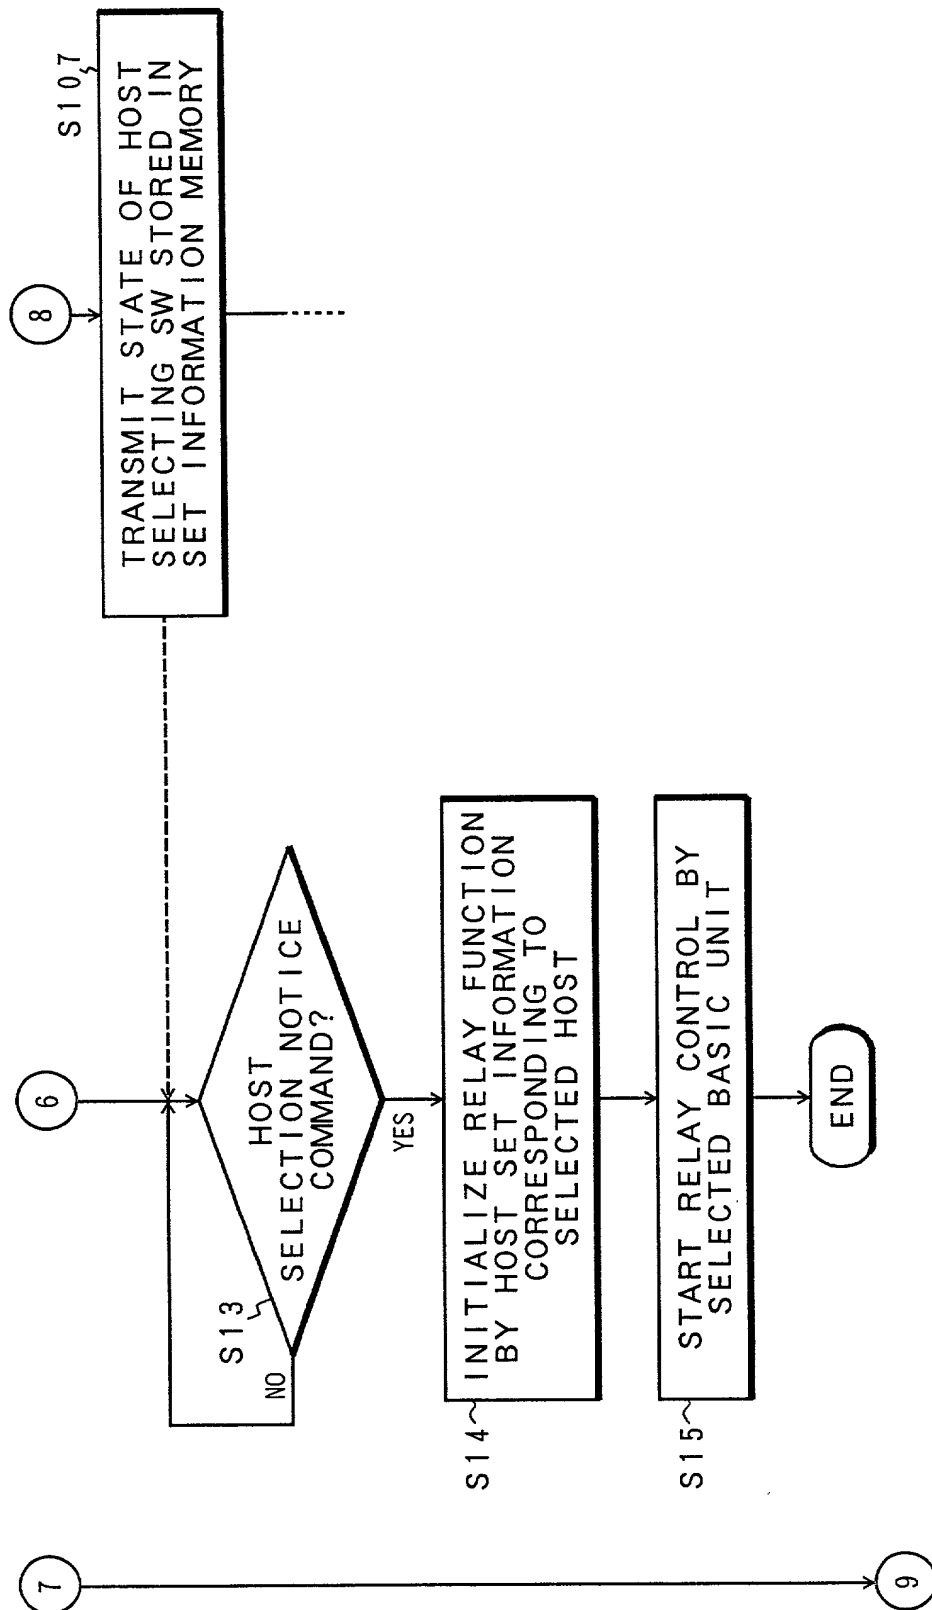 7
6
8
S107
TRANSMIT STATE OF HOST
SELECTING SW STORED IN
SET INFORMATION MEMORY
S13
HOST
SELECTION NOTICE
COMMAND?
NO
YES
S14
INITIALIZE RELAY FUNCTION
BY HOST SET INFORMATION
CORRESPONDING TO
SELECTED HOST
S15
START RELAY CONTROL BY
SELECTED BASIC UNIT
END
9